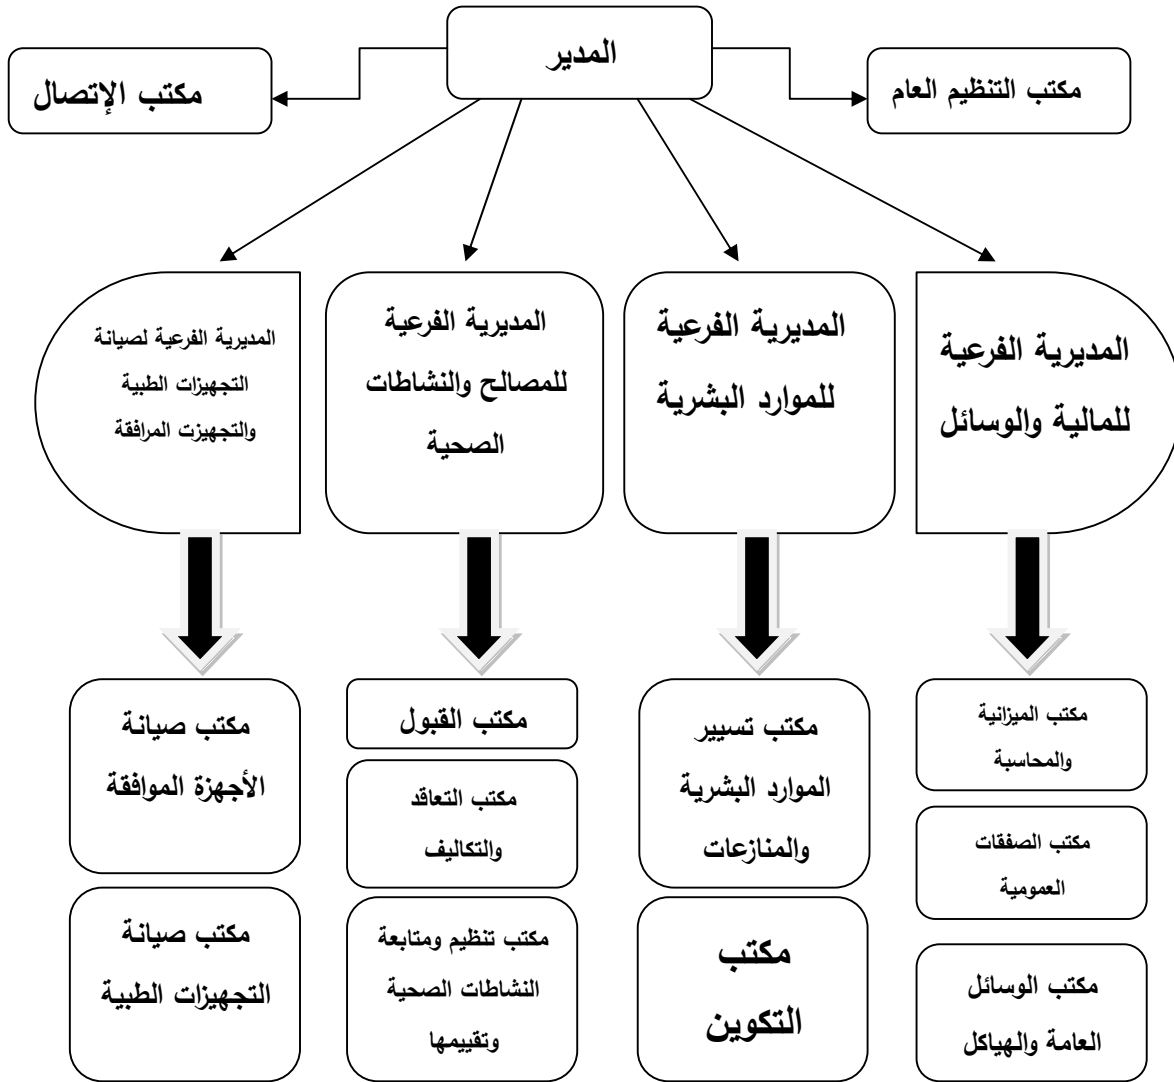 المدير
مكتب التنظيم العام
مكتب الإتصال
المديرية الفرعية
للمالية والوسائل
المديرية الفرعية
للموارد البشرية
المديرية الفرعية
للمصالح والنشاطات
الصحية
المديرية الفرعية لصيانة
التجهيزات الطبية
والتجهيزت المرافقة
مكتب الميزانية
والمحاسبة
مكتب الصفقات
العمومية
مكتب الوسائل
العامة والهياكل
مكتب تسيير
الموارد البشرية
والمنازعات
مكتب
التكوين
مكتب القبول
مكتب التعاقد
والتكاليف
مكتب تنظيم ومتابعة
النشاطات الصحية
وتقييمها
مكتب صيانة
الأجهزة الموافقة
مكتب صيانة
التجهيزات الطبية